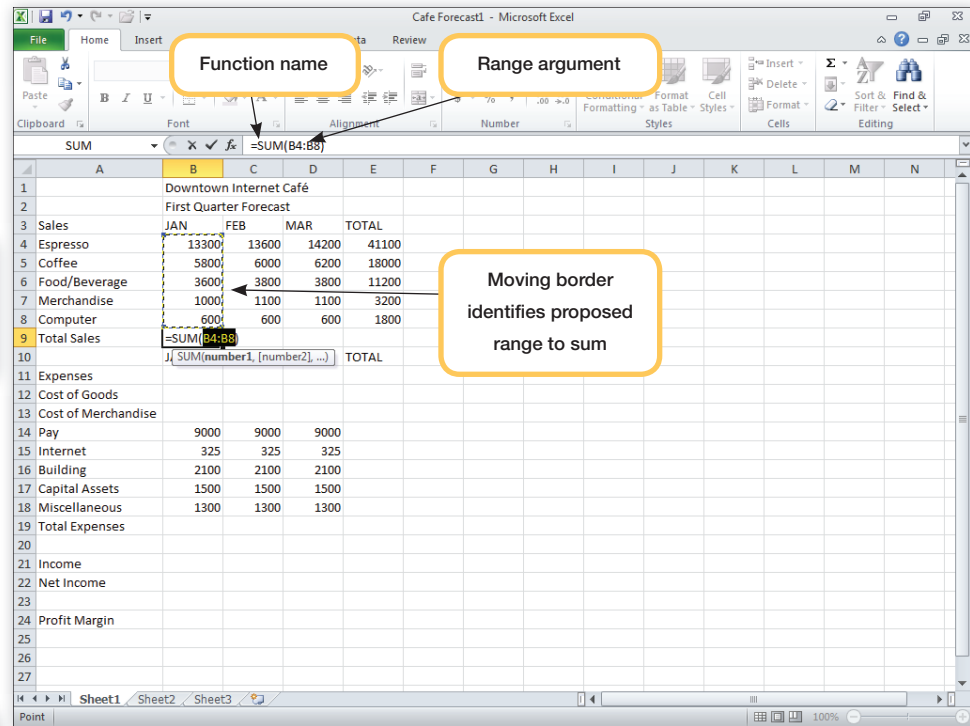 Cafe Forecast1 - Microsoft Excel
File Home Insert Review
Function name
Range argument
Paste
B I U
Insert
Delete
Format
Formatting as Table Styles
Format Cell
Σ
Sort & Find &
Filter Select
Clipboard Font Alignment Number Styles Cells Editing
SUM fx =SUM(B4:B8)
A B C D E F G H I J K L M N
1 Downtown Internet Café
2 First Quarter Forecast
3 Sales JAN FEB MAR TOTAL
4 Espresso 13300 13600 14200 41100
5 Coffee 5800 6000 6200 18000
6 Food/Beverage 3600 3800 3800 11200
7 Merchandise 1000 1100 1100 3200
8 Computer 600 600 600 1800
9 Total Sales =SUM(B4:B8)
10 SUM(number1, [number2], ...) TOTAL
Moving border
identifies proposed
range to sum
11 Expenses
12 Cost of Goods
13 Cost of Merchandise
14 Pay 9000 9000 9000
15 Internet 325 325 325
16 Building 2100 2100 2100
17 Capital Assets 1500 1500 1500
18 Miscellaneous 1300 1300 1300
19 Total Expenses
20
21 Income
22 Net Income
23
24 Profit Margin
25
26
27
Sheet1 Sheet2 Sheet3
Point 100%